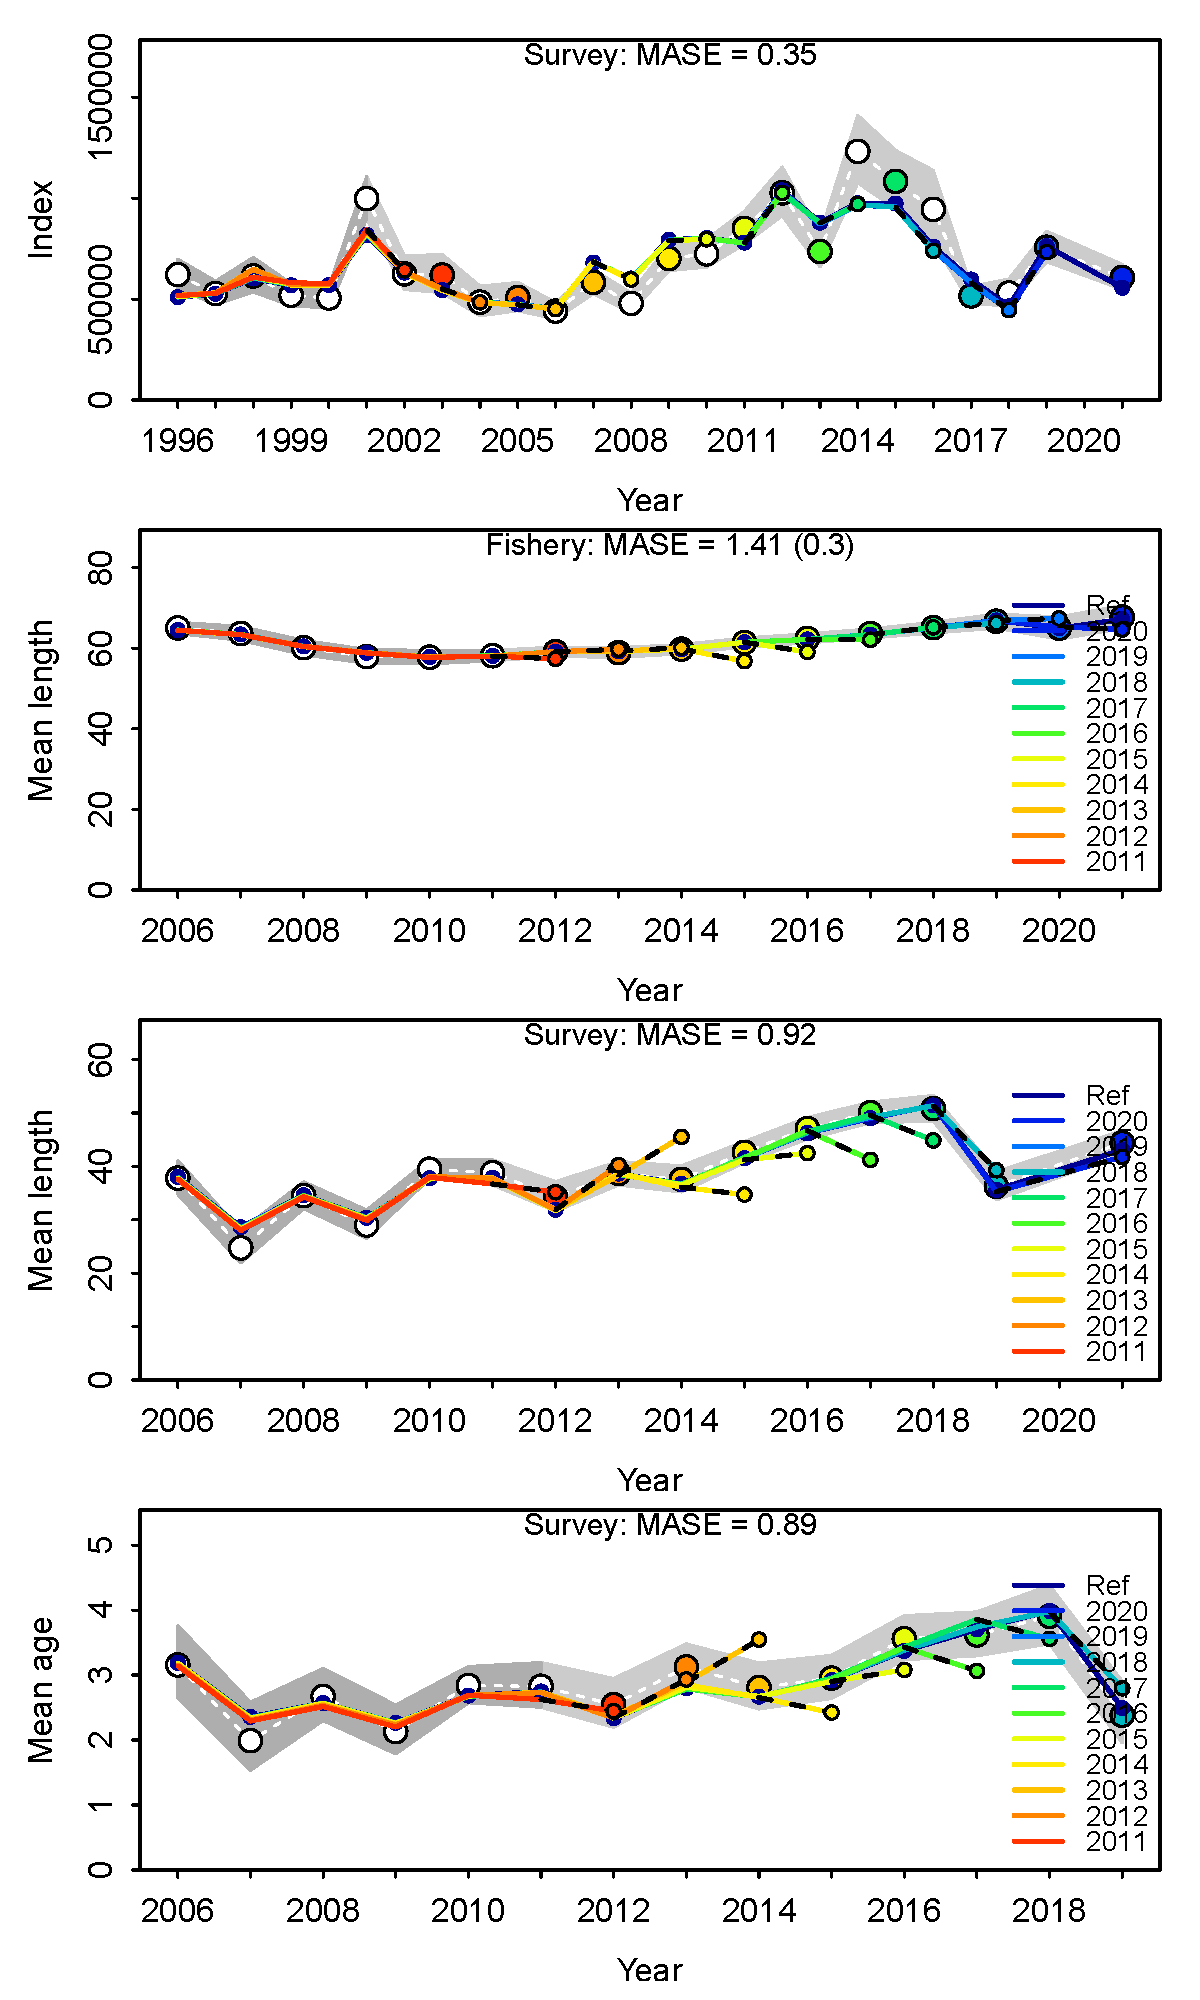 Survey: MASE = 0.35
Index
0 500000 1500000
1996 1999 2002 2005 2008 2011 2014 2017 2020
Year
Fishery: MASE = 1.41 (0.3)
Mean length
0 20 40 60 80
Ref
2020
2019
2018
2017
2016
2015
2014
2013
2012
2011
2006 2008 2010 2012 2014 2016 2018 2020
Year
Survey: MASE = 0.92
Mean length
0 20 40 60
Ref
2020
2019
2018
2017
2016
2015
2014
2013
2012
2011
2006 2008 2010 2012 2014 2016 2018 2020
Year
Survey: MASE = 0.89
Mean age
0 1 2 3 4 5
Ref
2020
2019
2018
2017
2016
2015
2014
2013
2012
2011
2006 2008 2010 2012 2014 2016 2018
Year